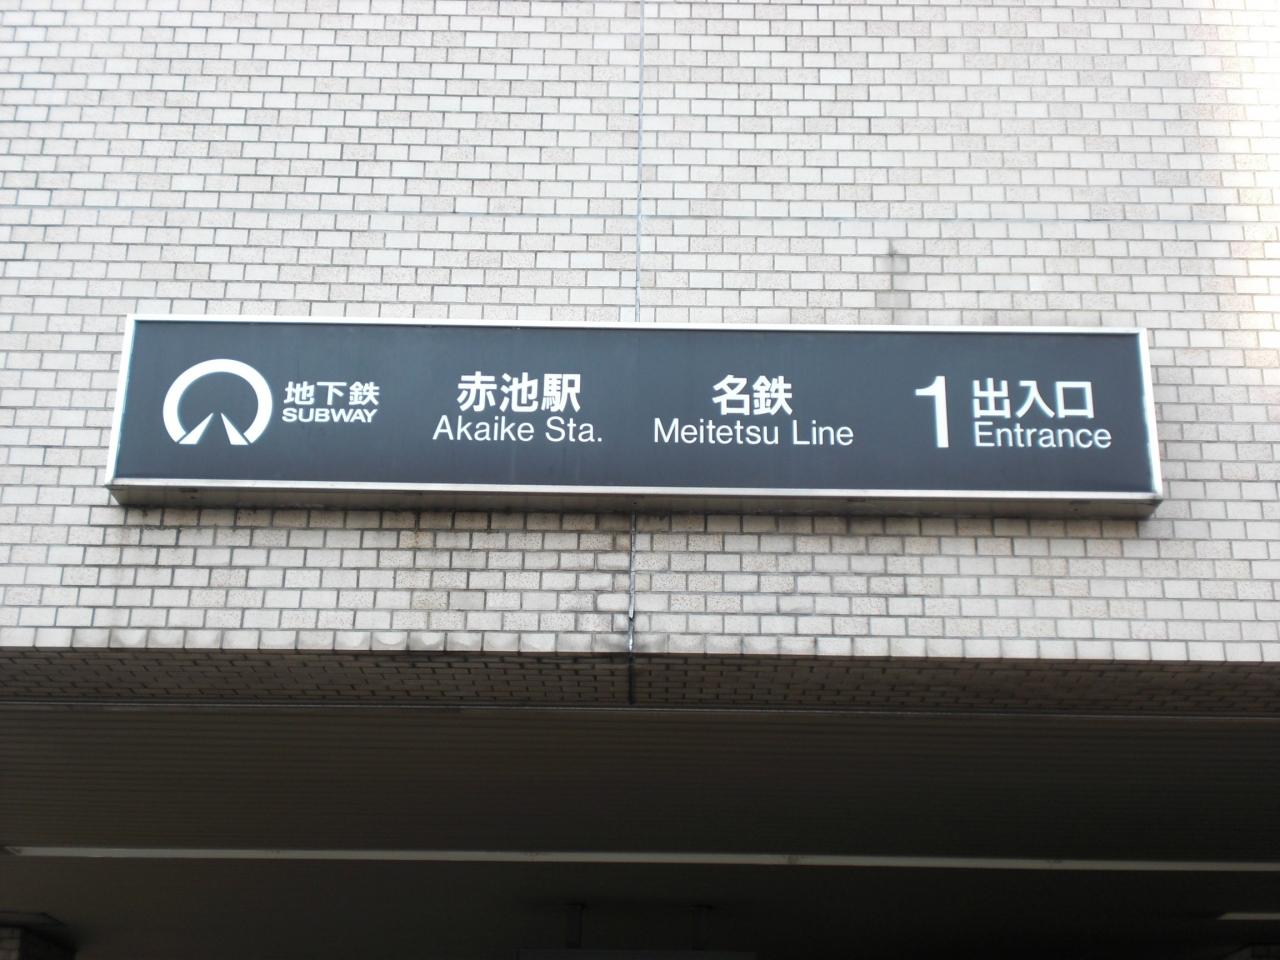 地下鉄
SUBWAY
赤池駅
Akaike Sta.
名鉄
Meitetsu Line
1
出入口
Entrance